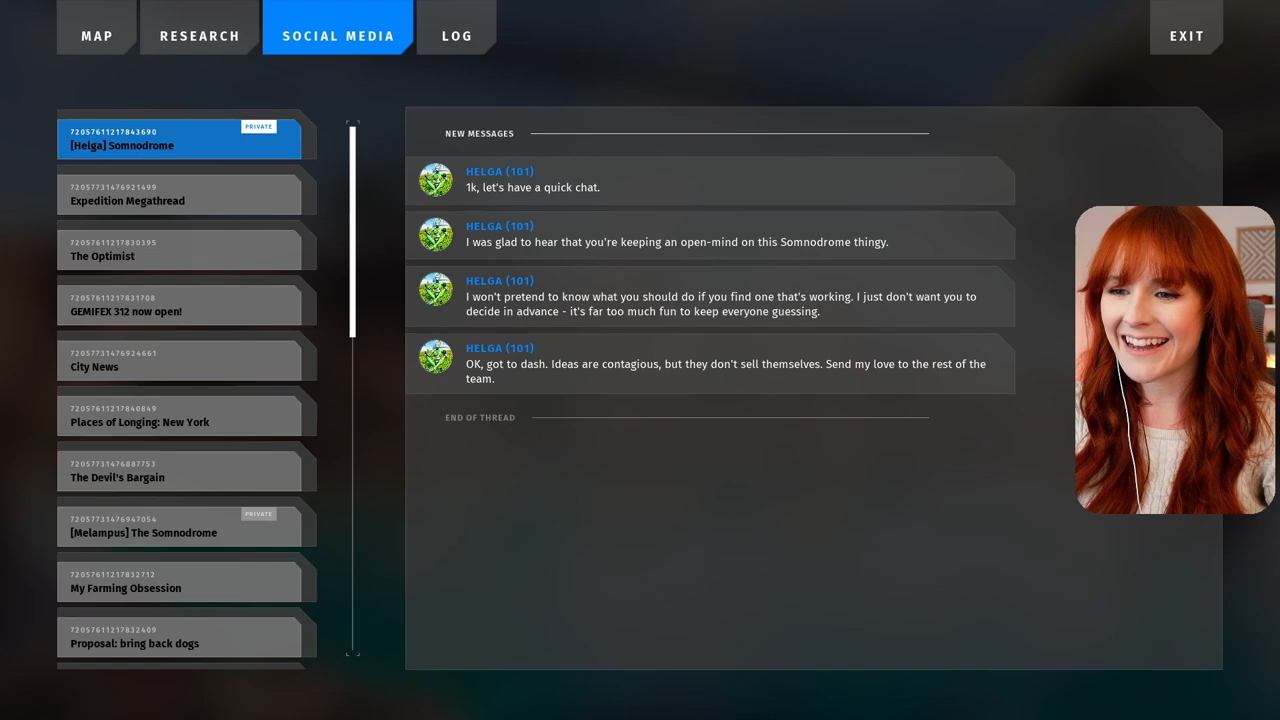 MAP
RESEARCH
SOCIAL MEDIA
LOG
EXIT
72057611217843690
PRIVATE
[Helga] Somnodrome
72057731476921499
Expedition Megathread
72057611217830395
The Optimist
72057611217831708
GEMIFEX 312 now open!
72057731476924661
City News
72057611217840849
Places of Longing: New York
72057731476887753
The Devil's Bargain
72057731476947054
PRIVATE
[Melampus] The Somnodrome
72057611217832712
My Farming Obsession
72057611217832409
Proposal: bring back dogs
NEW MESSAGES
HELGA (101)
1k, let's have a quick chat.
HELGA (101)
I was glad to hear that you're keeping an open-mind on this Somnodrome thingy.
HELGA (101)
I won't pretend to know what you should do if you find one that's working. I just don't want you to
decide in advance - it's far too much fun to keep everyone guessing.
HELGA (101)
OK, got to dash. Ideas are contagious, but they don't sell themselves. Send my love to the rest of the
team.
END OF THREAD